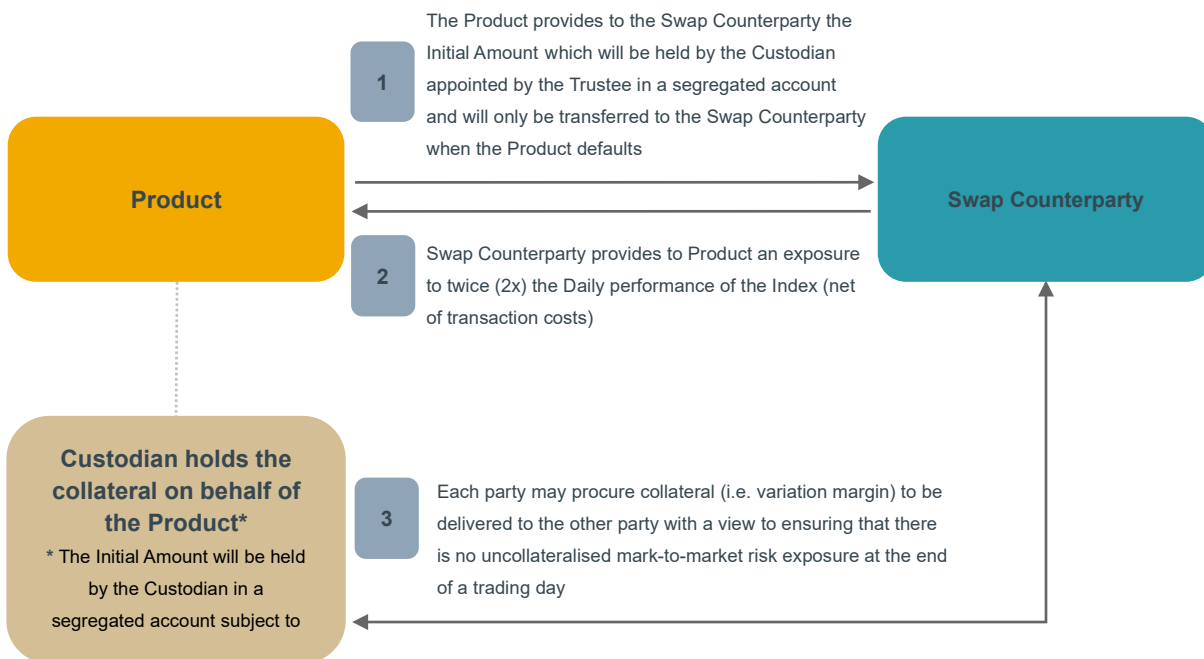 The Product provides to the Swap Counterparty the
Initial Amount which will be held by the Custodian
1
appointed by the Trustee in a segregated account
and will only be transferred to the Swap Counterparty
when the Product defaults
Product
Swap Counterparty
2
Swap Counterparty provides to Product an exposure
to twice (2x) the Daily performance of the Index (net
of transaction costs)
Custodian holds the
collateral on behalf of
the Product*
* The Initial Amount will be held
by the Custodian in a
segregated account subject to
3
Each party may procure collateral (i.e. variation margin) to be
delivered to the other party with a view to ensuring that there
is no uncollateralised mark-to-market risk exposure at the end
of a trading day